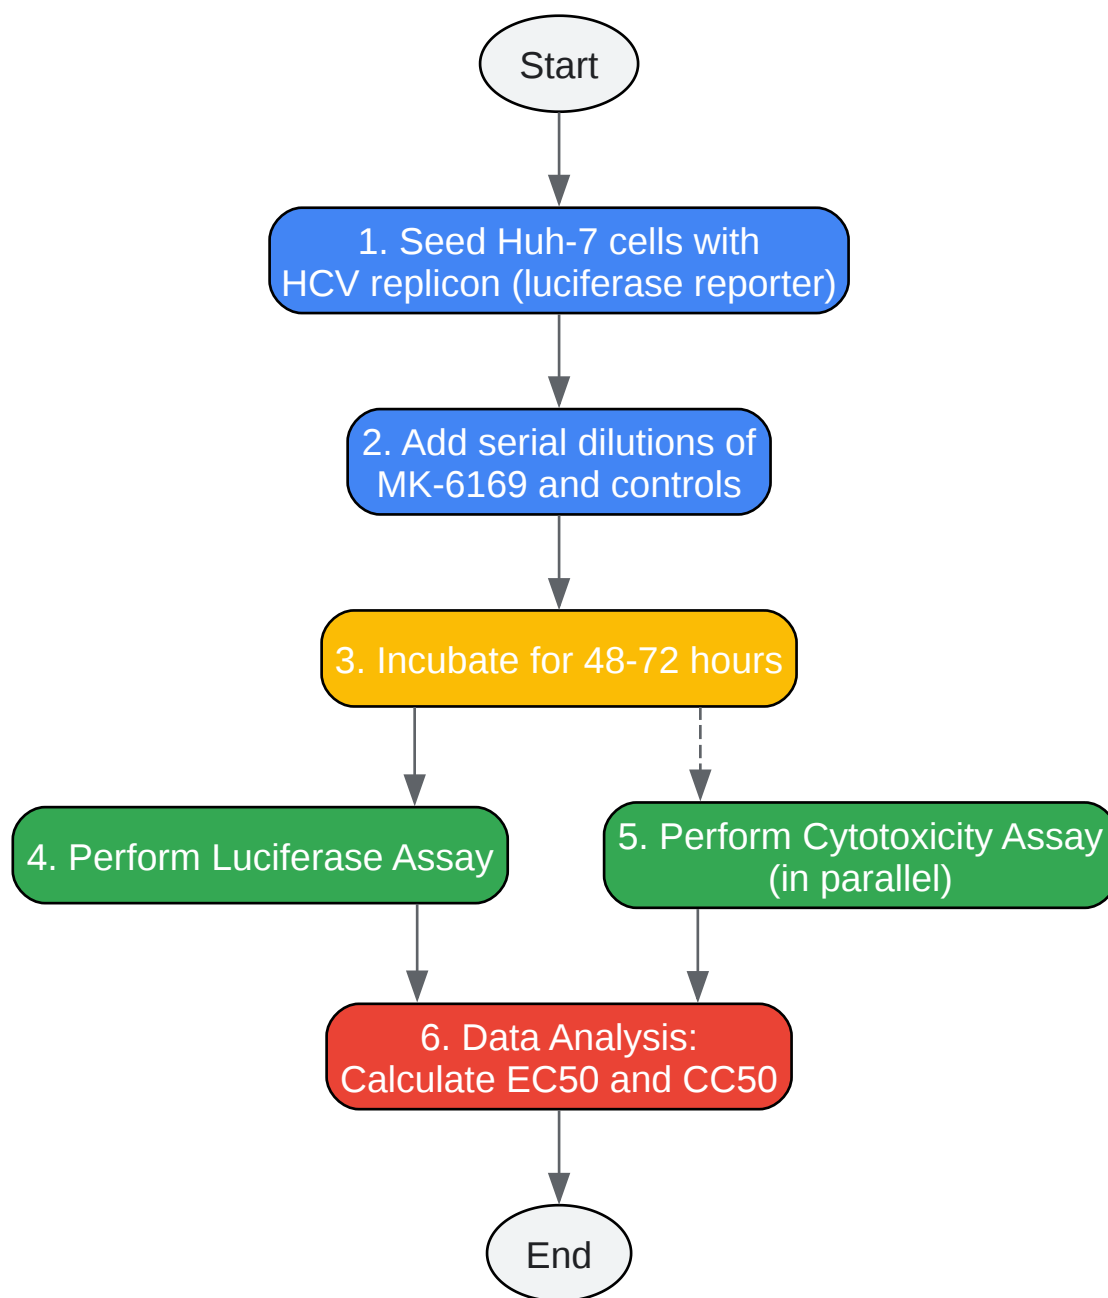 Start
1. Seed Huh-7 cells with
HCV replicon (luciferase reporter)
2. Add serial dilutions of
MK-6169 and controls
3. Incubate for 48-72 hours
4. Perform Luciferase Assay
5. Perform Cytotoxicity Assay
(in parallel)
6. Data Analysis:
Calculate EC50 and CC50
End